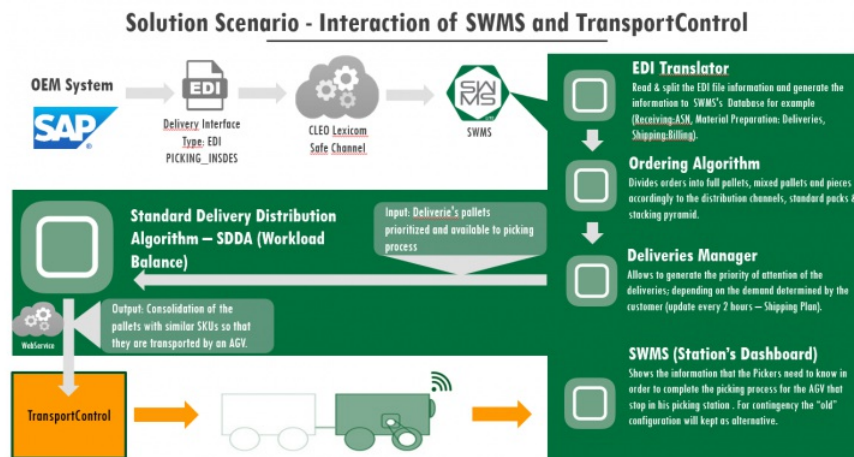 Solution Scenario - Interaction of SWMS and TransportControl
OEM System
SAP
EDI
Delivery Interface
Type: EDI
PICKING_INSDES
CLEO Lexicom
Safe Channel
SWMS
SWMS
EDI Translator
Read & split the EDI file information and generate the
information to SWMS's Database for example
(Receiving:ASN, Material Preparation: Deliveries,
Shipping:Billing).
Ordering Algorithm
Divides orders into full pallets, mixed pallets and pieces
accordingly to the distribution channels, standard packs &
stacking pyramid.
Deliveries Manager
Allows to generate the priority of attention of the
deliveries; depending on the demand determined by the
customer (update every 2 hours – Shipping Plan).
SWMS (Station's Dashboard)
Shows the information that the Pickers need to know in
order to complete the picking process for the AGV that
stop in his picking station . For contingency the "old"
configuration will kept as alternative.
Standard Delivery Distribution
Algorithm – SDDA (Workload
Balance)
Input: Deliverie's pallets
prioritized and available to picking
process
Output: Consolidation of the
pallets with similar SKUs so that
they are transported by an AGV.
WebService
TransportControl